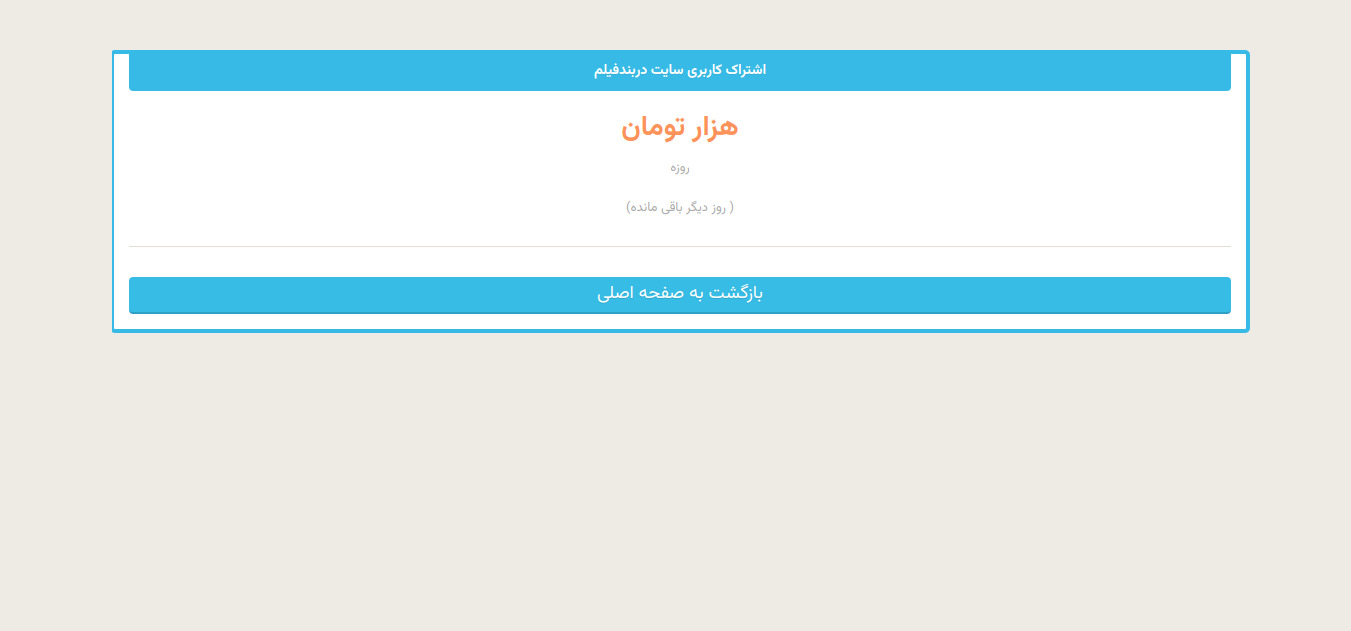 اشتراک کاربری سایت دربندفیلم
هزار تومان
روزه
( روز دیگر باقی مانده)
بازگشت به صفحه اصلی